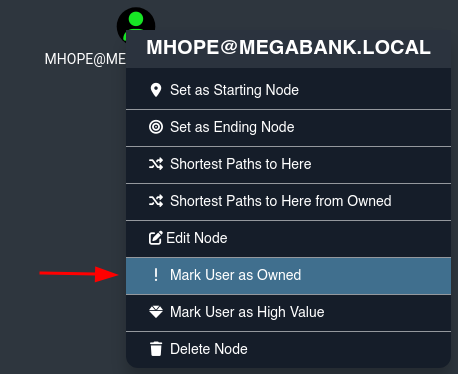 MHOPE@ME
MHOPE@MEGABANK.LOCAL
Set as Starting Node
Set as Ending Node
Shortest Paths to Here
Shortest Paths to Here from Owned
Edit Node
Mark User as Owned
Mark User as High Value
Delete Node